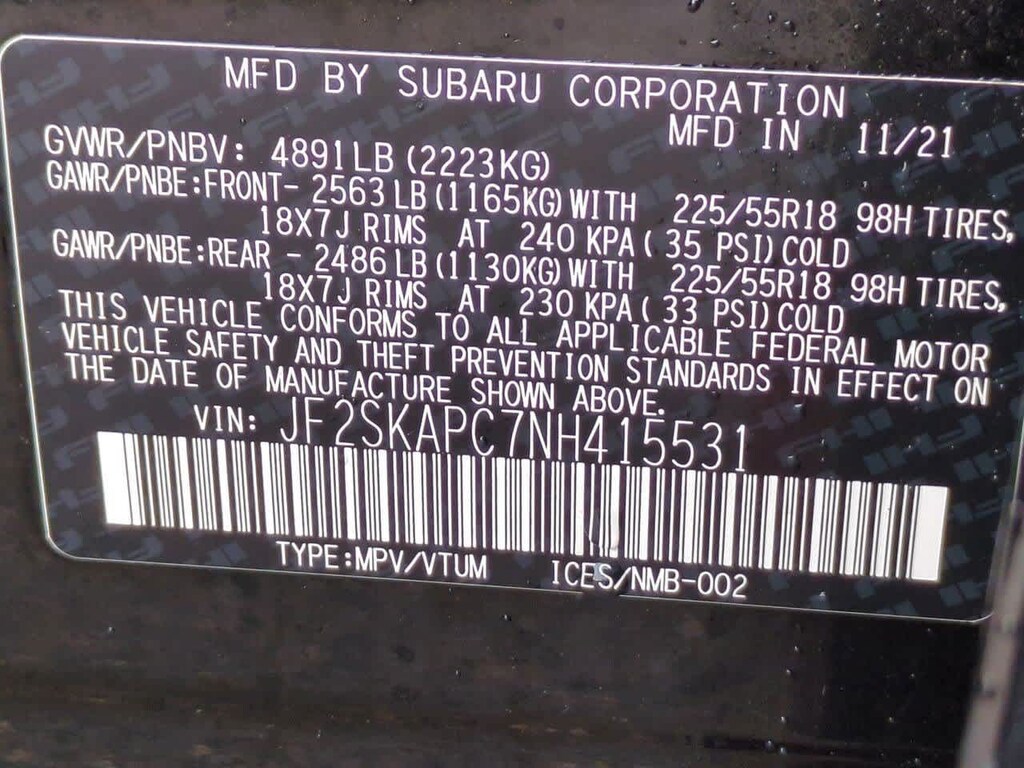 MFD BY SUBARU CORPORATION
MFD IN 11/21
GVWR/PNBV: 4891LB (2223KG)
GAWR/PNBE:FRONT- 2563 LB (1165KG) WITH 225/55R18 98H TIRES,
18X7J RIMS AT 240 KPA ( 35 PSI) COLD
GAWR/PNBE:REAR - 2486 LB (1130KG) WITH 225/55R18 98H TIRES,
18X7J RIMS AT 230 KPA ( 33 PSI) COLD
THIS VEHICLE CONFORMS TO ALL APPLICABLE FEDERAL MOTOR
VEHICLE SAFETY AND THEFT PREVENTION STANDARDS IN EFFECT ON
THE DATE OF MANUFACTURE SHOWN ABOVE.
VIN: JF2SKAPC7NH415531
TYPE:MPV/VTUM ICES/NMB-002